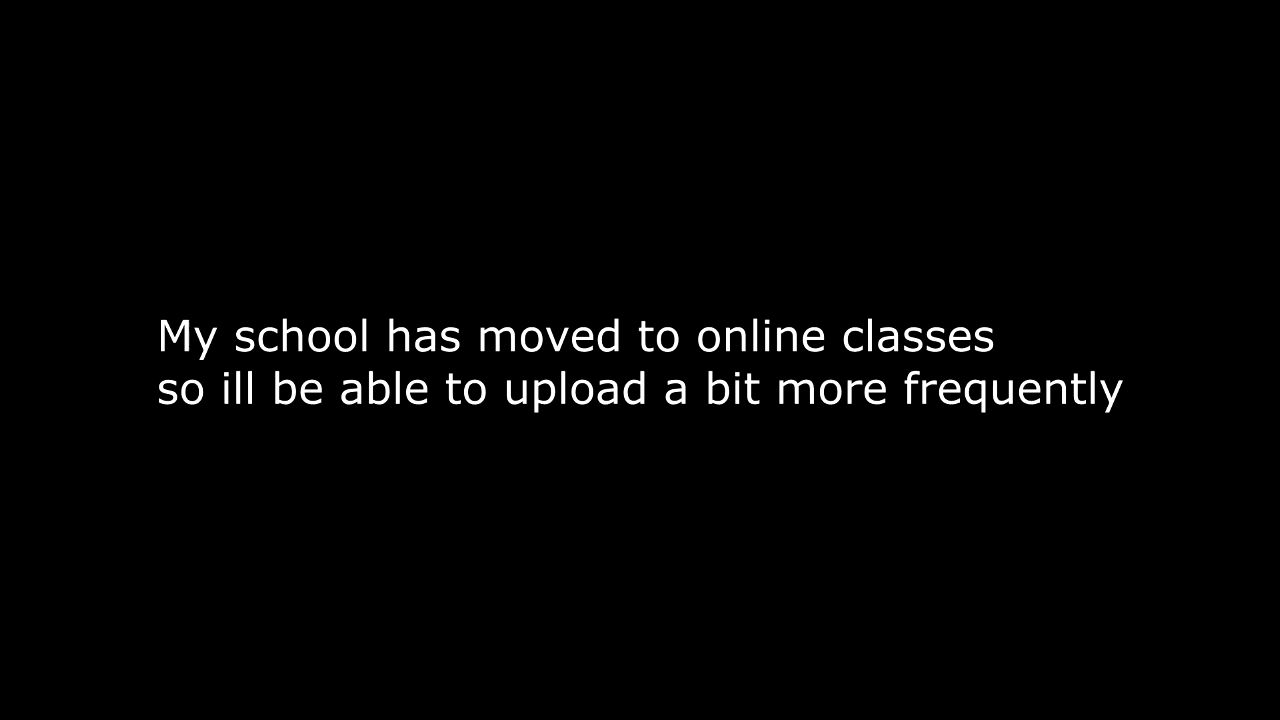 My school has moved to online classes
so ill be able to upload a bit more frequently